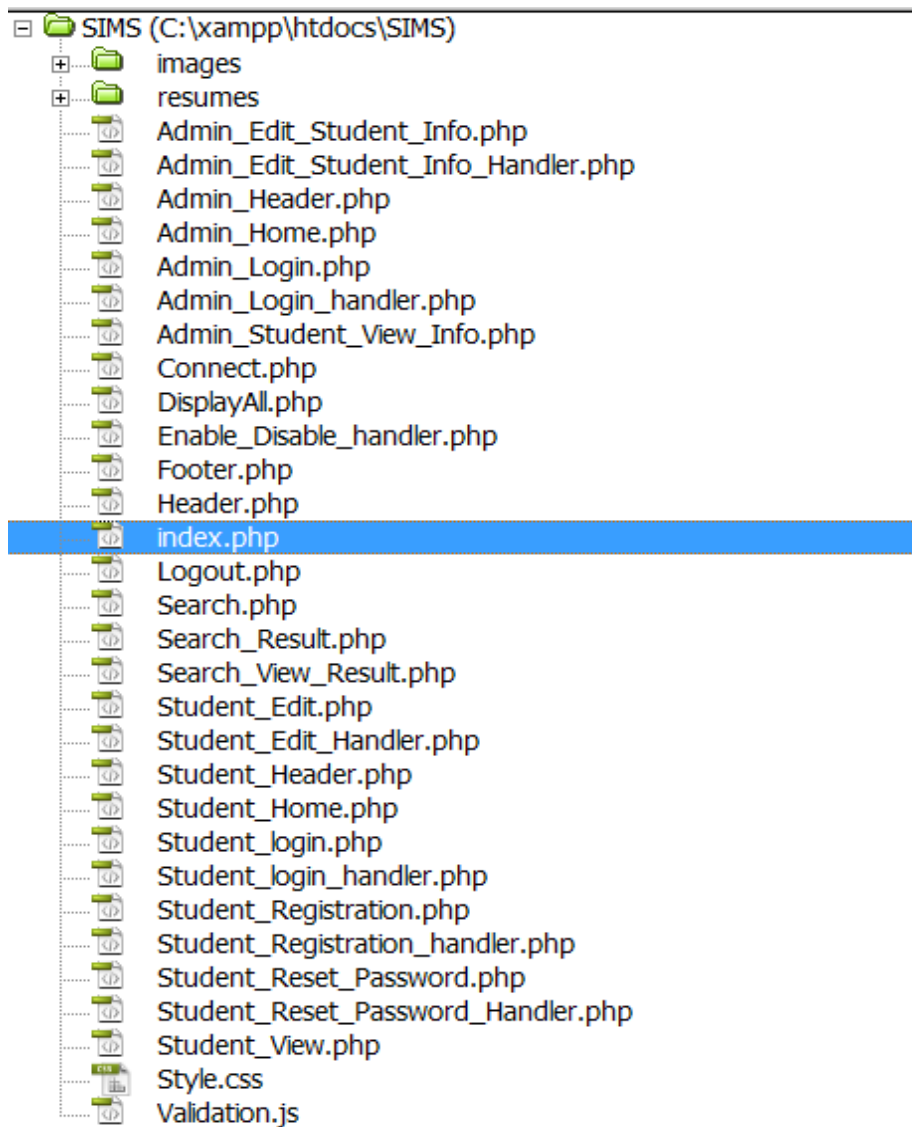 SIMS (C:\xampp\htdocs\SIMS)
images
resumes
Admin_Edit_Student_Info.php
Admin_Edit_Student_Info_Handler.php
Admin_Header.php
Admin_Home.php
Admin_Login.php
Admin_Login_handler.php
Admin_Student_View_Info.php
Connect.php
DisplayAll.php
Enable_Disable_handler.php
Footer.php
Header.php
index.php
Logout.php
Search.php
Search_Result.php
Search_View_Result.php
Student_Edit.php
Student_Edit_Handler.php
Student_Header.php
Student_Home.php
Student_login.php
Student_login_handler.php
Student_Registration.php
Student_Registration_handler.php
Student_Reset_Password.php
Student_Reset_Password_Handler.php
Student_View.php
Style.css
Validation.js